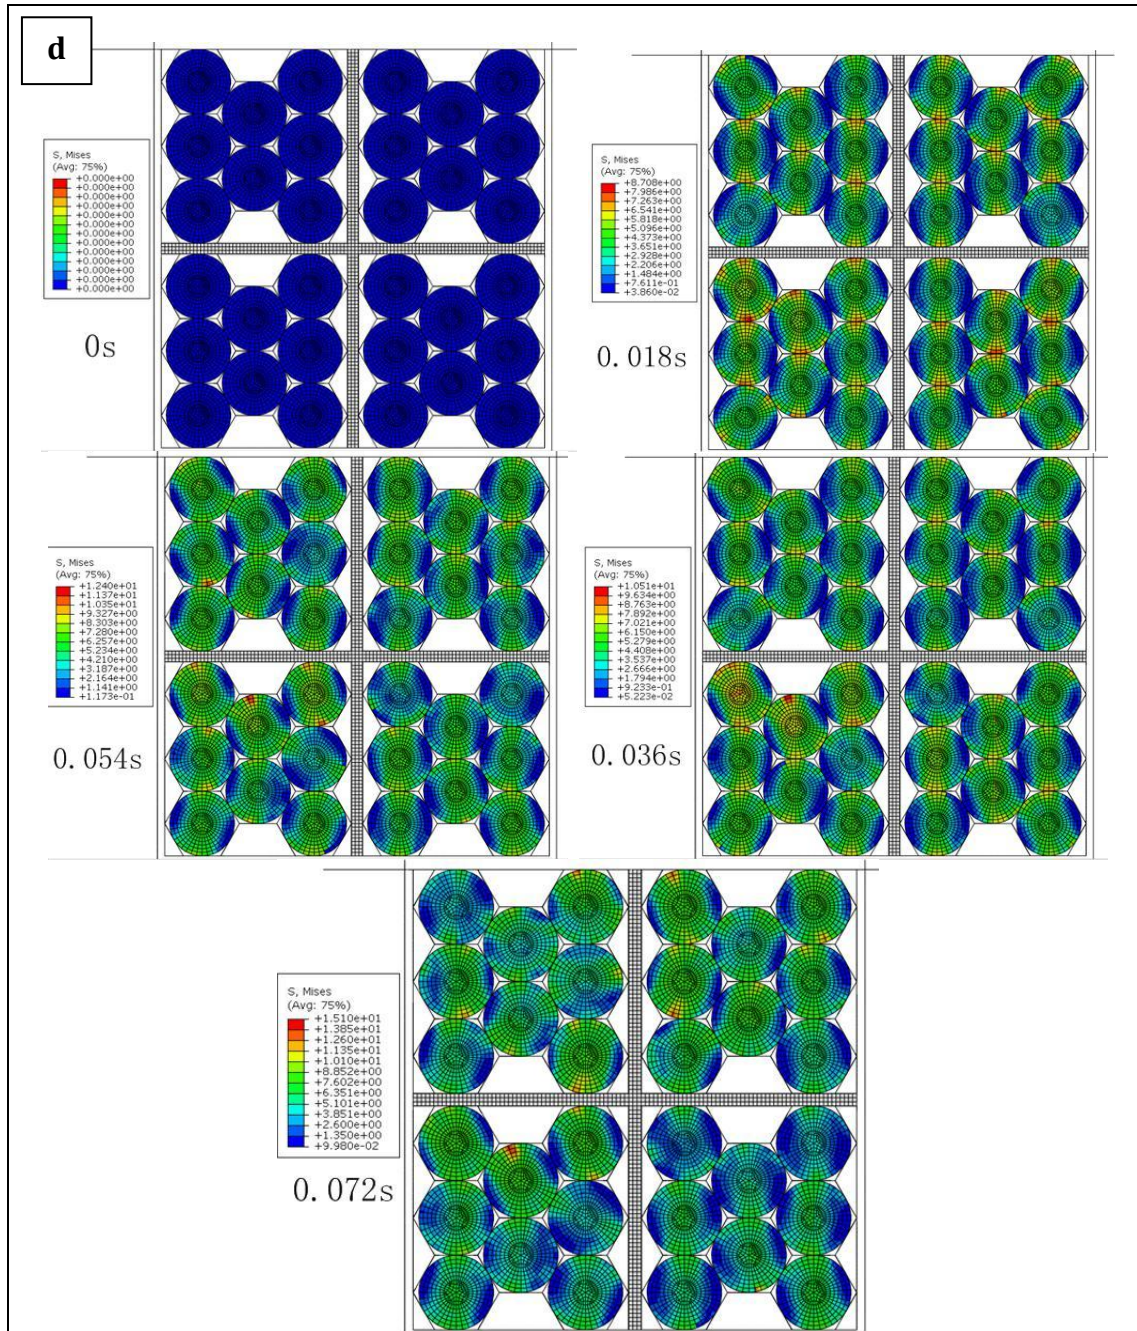 d
S, Mises
(Avg: 75%)
+0.000e+00
+0.000e+00
+0.000e+00
+0.000e+00
+0.000e+00
+0.000e+00
+0.000e+00
+0.000e+00
+0.000e+00
+0.000e+00
+0.000e+00
+0.000e+00
+0.000e+00
0s
S, Mises
(Avg: 75%)
+8.708e+00
+7.986e+00
+7.263e+00
+6.541e+00
+5.818e+00
+5.096e+00
+4.373e+00
+3.651e+00
+2.928e+00
+2.206e+00
+1.484e+00
+7.611e-01
+3.860e-02
0.018s
S, Mises
(Avg: 75%)
+1.240e+01
+1.137e+01
+1.035e+01
+9.327e+00
+8.303e+00
+7.280e+00
+6.257e+00
+5.234e+00
+4.210e+00
+3.187e+00
+2.164e+00
+1.141e+00
+1.173e-01
0.054s
S, Mises
(Avg: 75%)
+1.051e+01
+9.634e+00
+8.763e+00
+7.892e+00
+7.021e+00
+6.150e+00
+5.279e+00
+4.408e+00
+3.537e+00
+2.666e+00
+1.794e+00
+9.233e-01
+5.223e-02
0.036s
S, Mises
(Avg: 75%)
+1.510e+01
+1.385e+01
+1.260e+01
+1.135e+01
+1.010e+01
+8.852e+00
+7.602e+00
+6.351e+00
+5.101e+00
+3.851e+00
+2.600e+00
+1.350e+00
+9.980e-02
0.072s